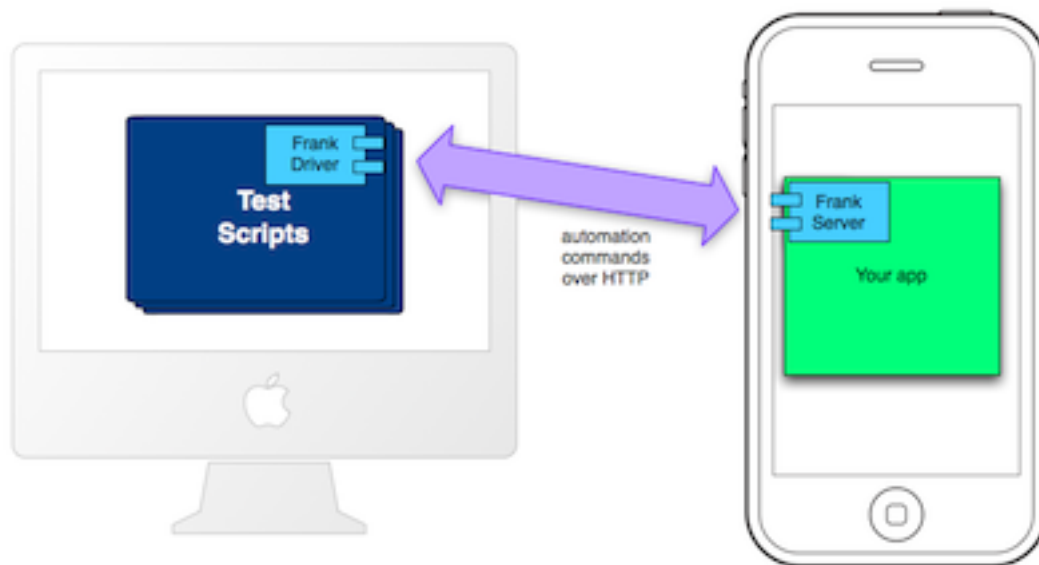 Frank
Driver
Test
Scripts
automation
commands
over HTTP
Frank
Server
Your app